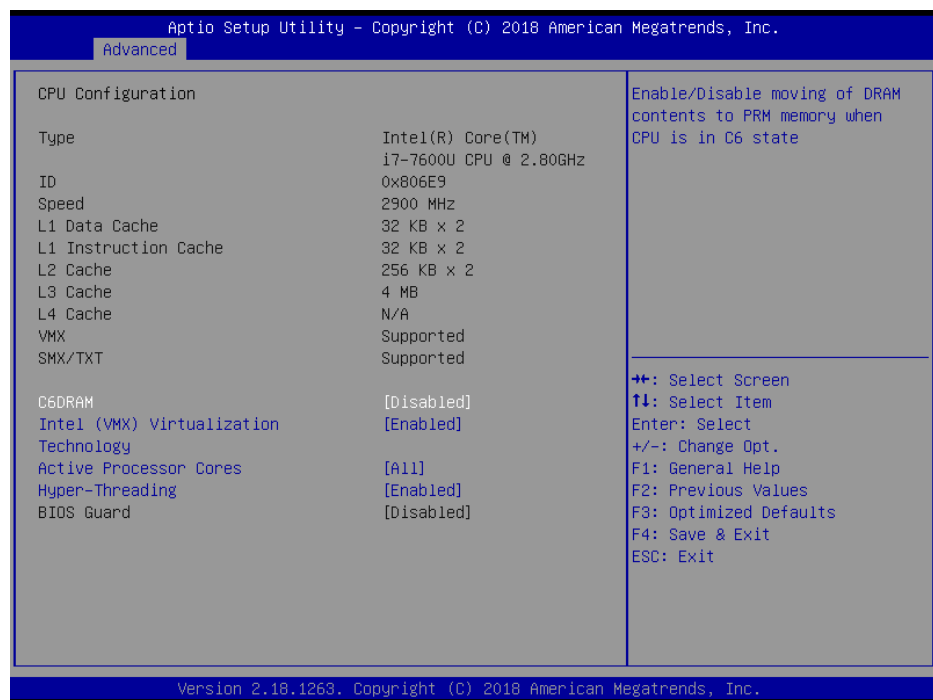 Aptio Setup Utility – Copyright (C) 2018 American Megatrends, Inc.
Advanced
CPU Configuration
Type Intel(R) Core(TM)
i7-7600U CPU @ 2.80GHz
ID 0x806E9
Speed 2900 MHz
L1 Data Cache 32 KB x 2
L1 Instruction Cache 32 KB x 2
L2 Cache 256 KB x 2
L3 Cache 4 MB
L4 Cache N/A
VMX Supported
SMX/TXT Supported
C6DRAM [Disabled]
Intel (VMX) Virtualization [Enabled]
Technology
Active Processor Cores [All]
Hyper-Threading [Enabled]
BIOS Guard [Disabled]
Enable/Disable moving of DRAM
contents to PRM memory when
CPU is in C6 state
→←: Select Screen
↑↓: Select Item
Enter: Select
+/-: Change Opt.
F1: General Help
F2: Previous Values
F3: Optimized Defaults
F4: Save & Exit
ESC: Exit
Version 2.18.1263. Copyright (C) 2018 American Megatrends, Inc.